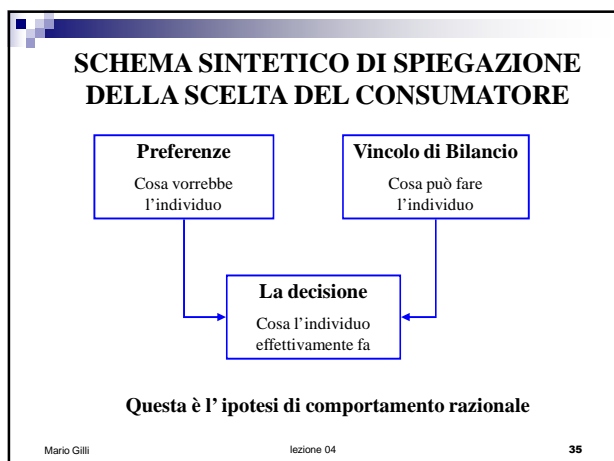 SCHEMA SINTETICO DI SPIEGAZIONE
DELLA SCELTA DEL CONSUMATORE
Preferenze
Cosa vorrebbe
l’individuo
Vincolo di Bilancio
Cosa può fare
l’individuo
La decisione
Cosa l’individuo
effettivamente fa
Questa è l’ ipotesi di comportamento razionale
Mario Gilli
lezione 04
35